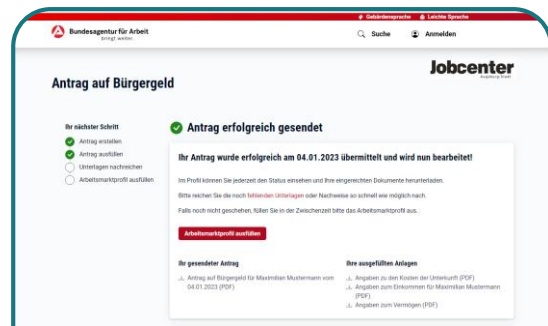 Gebärdensprache Leichte Sprache
Bundesagentur für Arbeit
bringt weiter.
Suche Anmelden
Jobcenter
Augsburg Stadt
Antrag auf Bürgergeld
Ihr nächster Schritt
Antrag erstellen
Antrag ausfüllen
Unterlagen nachreichen
Arbeitsmarktprofil ausfüllen
Antrag erfolgreich gesendet
Ihr Antrag wurde erfolgreich am 04.01.2023 übermittelt und wird nun bearbeitet!
Im Profil können Sie jederzeit den Status einsehen und Ihre eingereichten Dokumente herunterladen.
Bitte reichen Sie die noch fehlenden Unterlagen oder Nachweise so schnell wie möglich nach.
Falls noch nicht geschehen, füllen Sie in der Zwischenzeit bitte das Arbeitsmarktprofil aus.
Arbeitsmarktprofil ausfüllen
Ihr gesendeter Antrag
Antrag auf Bürgergeld für Maximilian Mustermann vom
04.01.2023 (PDF)
Ihre ausgefüllten Anlagen
Angaben zu den Kosten der Unterkunft (PDF)
Angaben zum Einkommen für Maximilian Mustermann
(PDF)
Angaben zum Vermögen (PDF)